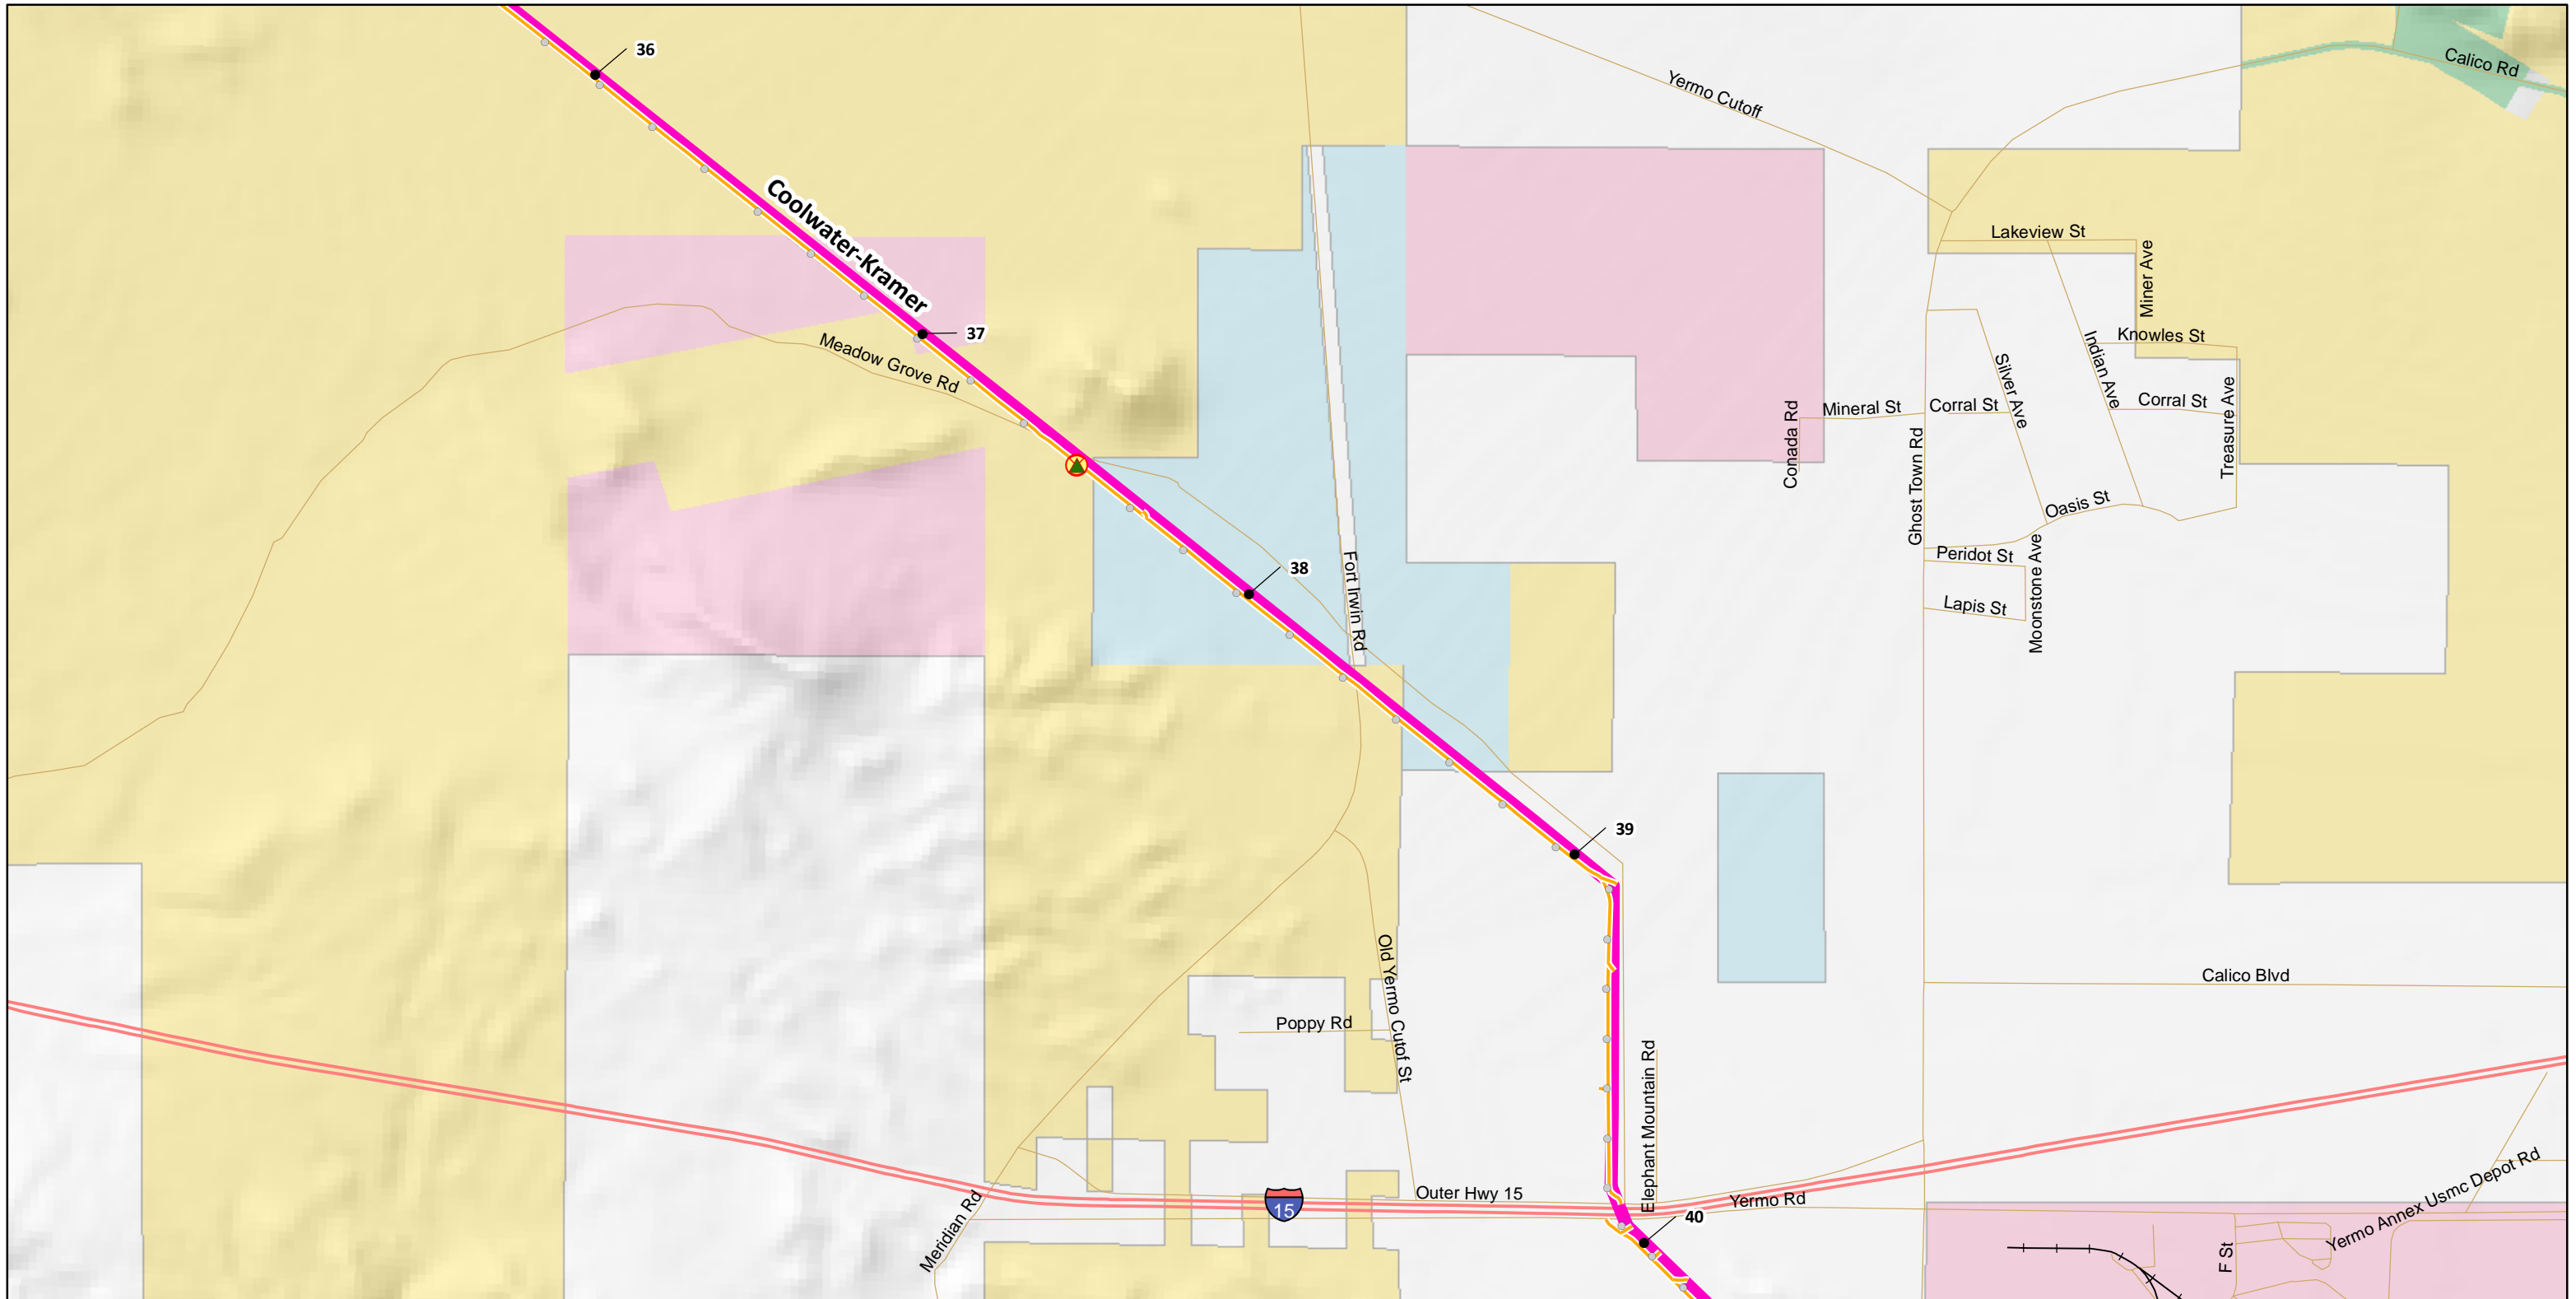 36
Calico Rd
Yermo Cutoff
Coolwater-Kramer
Lakeview St
Miner Ave
37
Knowles St
Meadow Grove Rd
Indian Ave
Silver Ave
Treasure Ave
Corral St
Corral St
Mineral St
Conada Rd
Ghost Town Rd
Oasis St
Peridot St
Moonstone Ave
38
Fort Irwin Rd
Lapis St
39
Calico Blvd
Old Yermo Cutof St
Poppy Rd
Elephant Mountain Rd
Outer Hwy 15
15
Yermo Rd
40
Meridian Rd
F St
Yermo Annex Usmc Depot Rd